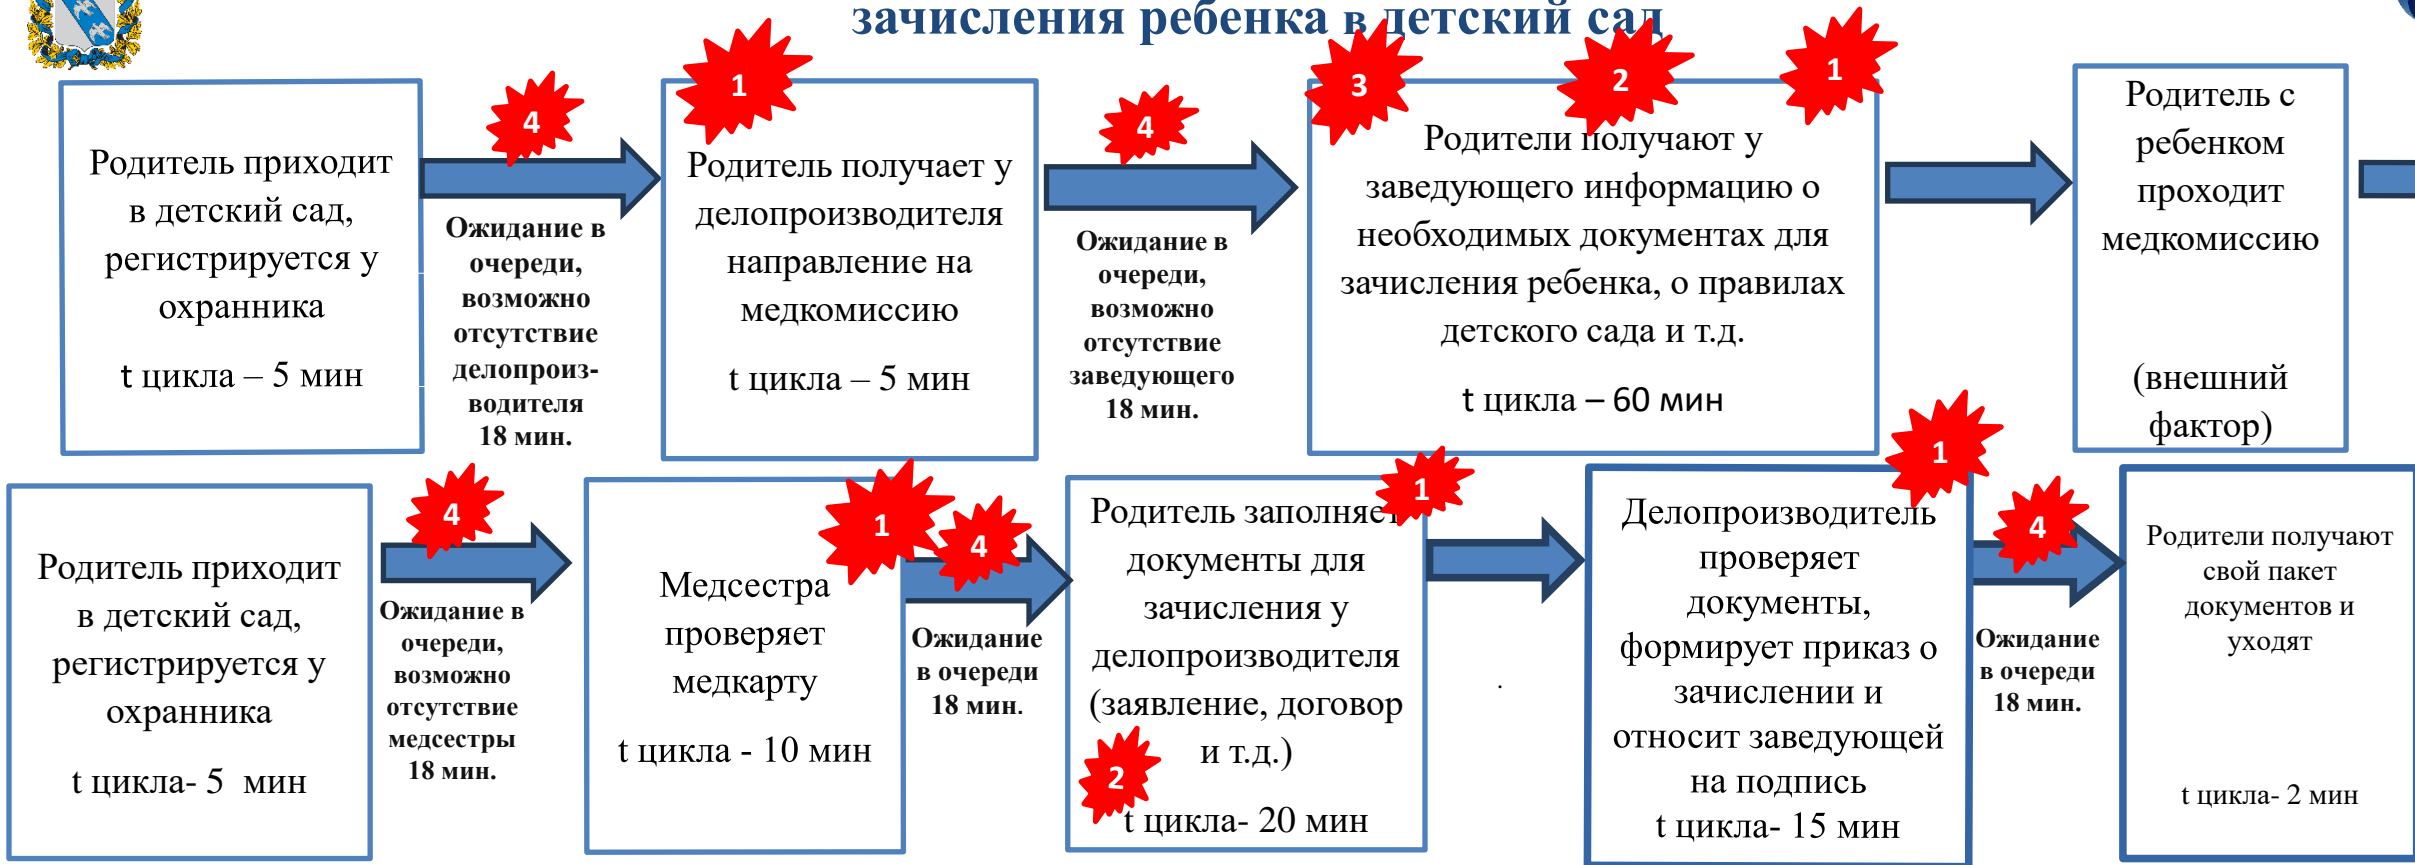 зачисления ребенка в детский сад
4
1
4
3
2
1
Родитель приходит
в детский сад,
регистрируется у
охранника
t цикла – 5 мин
Ожидание в
очереди,
возможно
отсутствие
делопроиз-
водителя
18 мин.
Родитель получает у
делопроизводителя
направление на
медкомиссию
t цикла – 5 мин
Ожидание в
очереди,
возможно
отсутствие
заведующего
18 мин.
Родители получают у
заведующего информацию о
необходимых документах для
зачисления ребенка, о правилах
детского сада и т.д.
t цикла – 60 мин
Родитель с
ребенком
проходит
медкомиссию
(внешний
фактор)
Родитель приходит
в детский сад,
регистрируется у
охранника
t цикла- 5 мин
4
Ожидание в
очереди,
возможно
отсутствие
медсестры
18 мин.
1
Медсестра
проверяет
медкарту
t цикла - 10 мин
4
Ожидание
в очереди
18 мин.
1
Родитель заполняет
документы для
зачисления у
делопроизводителя
(заявление, договор
и т.д.)
2
t цикла- 20 мин
.
1
Делопроизводитель
проверяет
документы,
формирует приказ о
зачислении и
относит заведующей
на подпись
t цикла- 15 мин
4
Ожидание
в очереди
18 мин.
Родители получают
свой пакет
документов и
уходят
t цикла- 2 мин